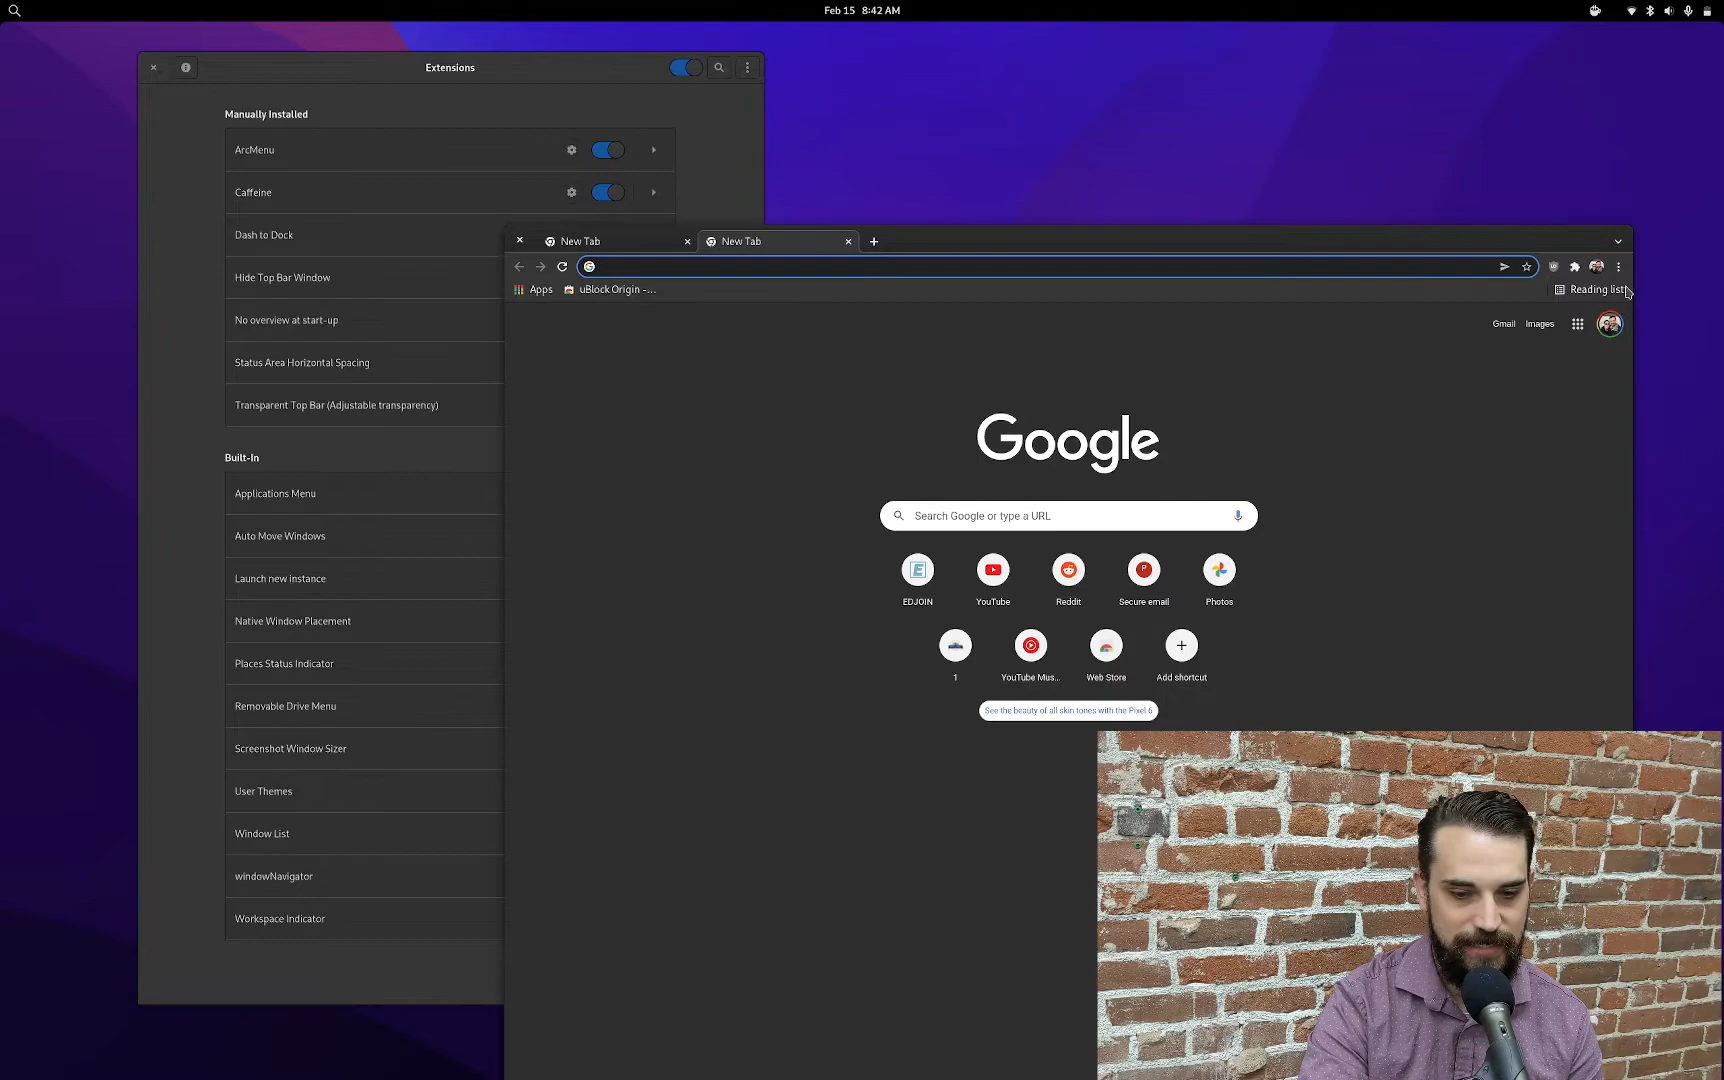 Feb 15 8:42 AM
Extensions
Manually Installed
ArcMenu
Caffeine
Dash to Dock
Hide Top Bar Window
No overview at start-up
Status Area Horizontal Spacing
Transparent Top Bar (Adjustable transparency)
Built-In
Applications Menu
Auto Move Windows
Launch new instance
Native Window Placement
Places Status Indicator
Removable Drive Menu
Screenshot Window Sizer
User Themes
Window List
windowNavigator
Workspace Indicator
New Tab
New Tab
Apps
uBlock Origin -...
Reading list
Gmail
Images
Google
Search Google or type a URL
E
P
EDJOIN
YouTube
Reddit
Secure email
Photos
1
YouTube Mus...
Web Store
Add shortcut
See the beauty of all skin tones with the Pixel 6